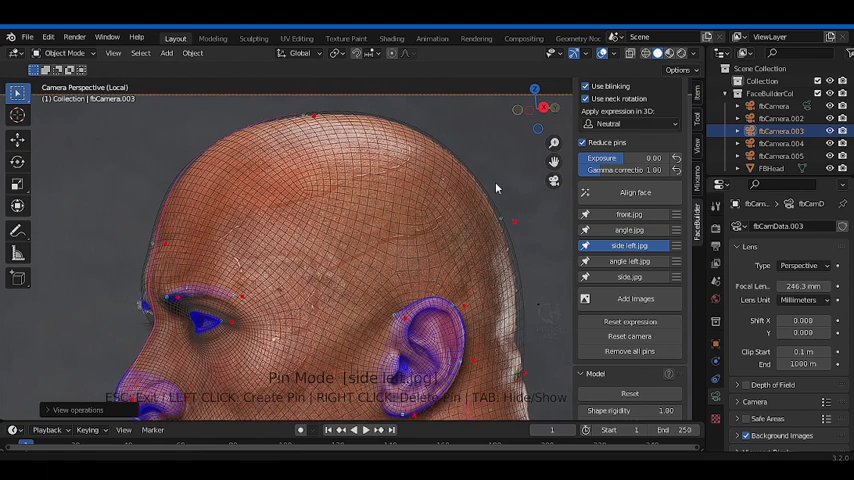 File Edit Render Window Help Layout Modeling Sculpting UV Editing Texture Paint Shading Animation Rendering Compositing Geometry Noc Scene ViewLayer
Object Mode View Select Add Object Global
Options
Camera Perspective (Local)
(1) Collection | fbCamera.003
Use blinking
Use neck rotation
Apply expression in 3D:
Neutral
Reduce pins
Exposure 0.00
Gamma correctio 1.00
Align face
front.jpg
angle.jpg
side left.jpg
angle left.jpg
side.jpg
Add Images
Reset expression
Reset camera
Remove all pins
Model
Reset
Shape rigidity 1.00
Item
Tool
View
Mixamo
FaceBuilder
Scene Collection
Collection
FaceBuilderCol
fbCamera
fbCamera.002
fbCamera.003
fbCamera.004
fbCamera.005
FBHead
fbCam... fbCamD
fbCamData.003
Lens
Type Perspective
Focal Len.. 246.3 mm
Lens Unit Millimeters
Shift X 0.000
Y 0.000
Clip Start 0.1 m
End 1000 m
Depth of Field
Camera
Safe Areas
Background Images
Pin Mode [side left.jpg]
ESC: Exit | LEFT CLICK: Create Pin | RIGHT CLICK: Delete Pin | TAB: Hide/Show
View operations
Playback Keying View Marker 1 Start 1 End 250
3.2.0